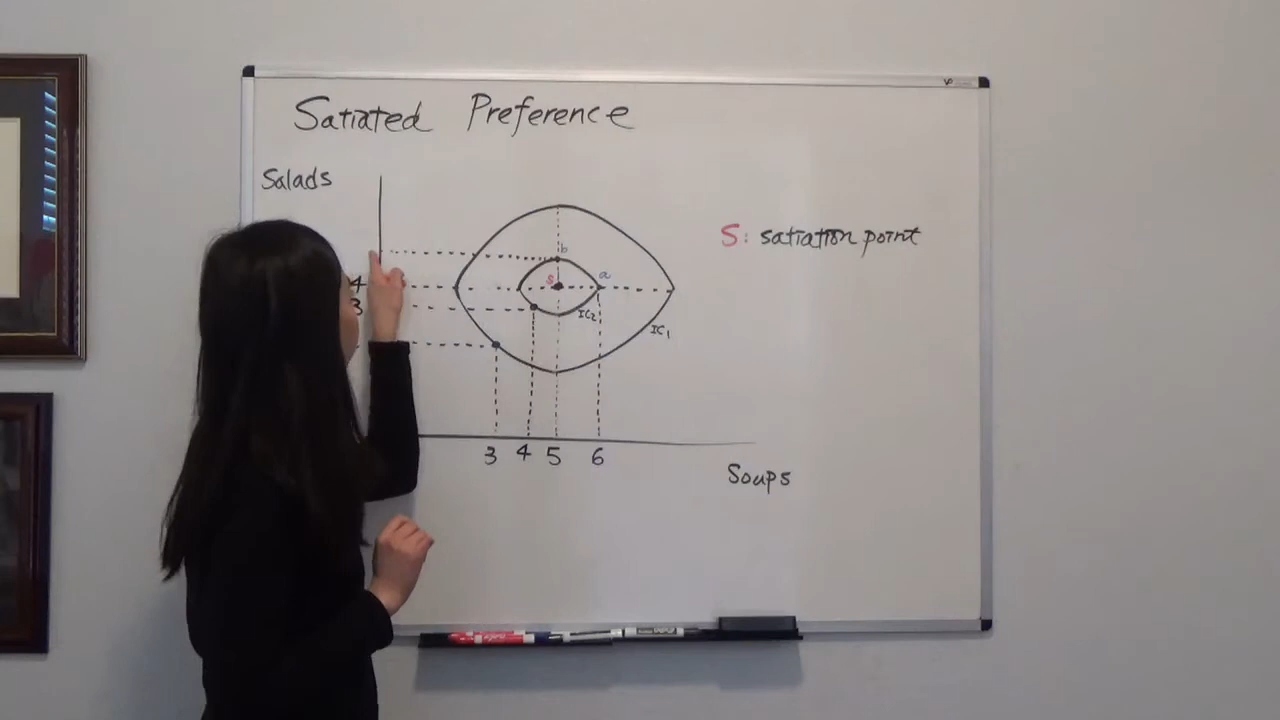 Satiated Preference
Salads
S: satiation point
b
a
S
4
IC2
3
IC1
3 4 5 6
Soups